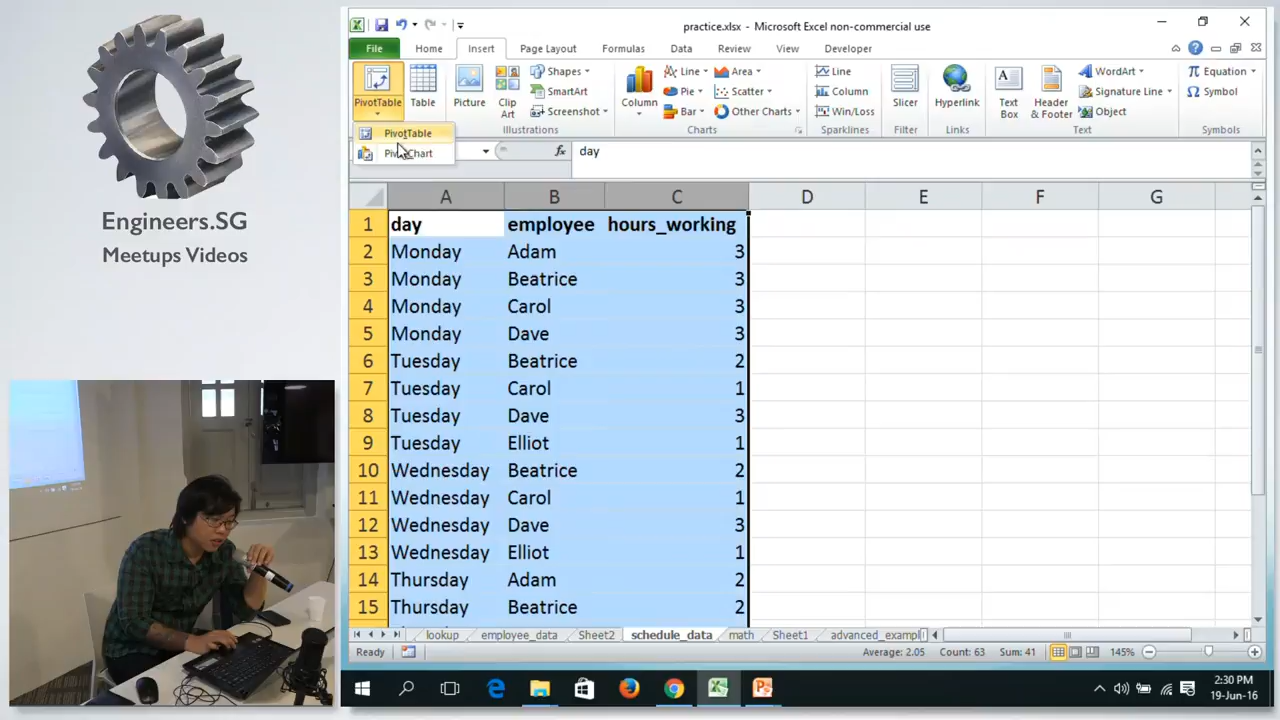 Engineers.SG
Meetups Videos
practice.xlsx - Microsoft Excel non-commercial use
File Home Insert Page Layout Formulas Data Review View Developer
PivotTable Table Picture Clip Art Shapes SmartArt Screenshot Column Line Pie Bar Area Scatter Other Charts Line Column Win/Loss Slicer Hyperlink Text Box Header & Footer WordArt Signature Line Object Equation Symbol
Illustrations Charts Sparklines Filter Links Text Symbols
PivotTable
fx day
A B C D E F G
1 day employee hours_working
2 Monday Adam 3
3 Monday Beatrice 3
4 Monday Carol 3
5 Monday Dave 3
6 Tuesday Beatrice 2
7 Tuesday Carol 1
8 Tuesday Dave 3
9 Tuesday Elliot 1
10 Wednesday Beatrice 2
11 Wednesday Carol 1
12 Wednesday Dave 3
13 Wednesday Elliot 1
14 Thursday Adam 2
15 Thursday Beatrice 2
lookup employee_data Sheet2 schedule_data math Sheet1 advanced_exampl
Ready Average: 2.05 Count: 63 Sum: 41 145%
2:30 PM
19-Jun-16